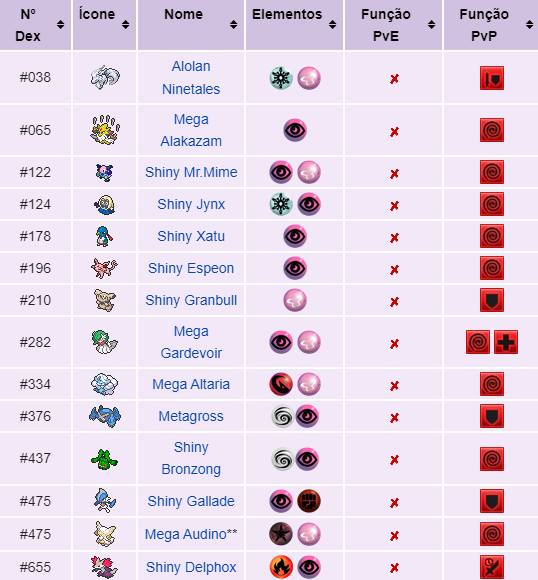 Nº Dex Ícone Nome Elementos Função PvE Função PvP
#038 Alolan Ninetales
#065 Mega Alakazam
#122 Shiny Mr.Mime
#124 Shiny Jynx
#178 Shiny Xatu
#196 Shiny Espeon
#210 Shiny Granbull
#282 Mega Gardevoir
#334 Mega Altaria
#376 Metagross
#437 Shiny Bronzong
#475 Shiny Gallade
#475 Mega Audino**
#655 Shiny Delphox